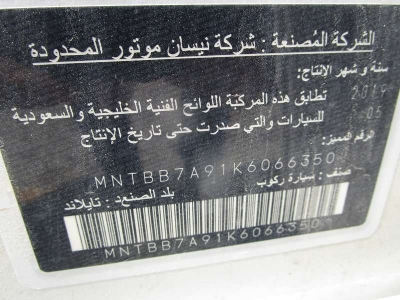 الشركة المُصنعة : شركة نيسان موتور المحدودة
سنة و شهر الإنتاج: 2019
تطابق هذه المركبَة اللوائح الفنية الخليجية والسعودية 05-
للسيارات والتي صدرت حتى تاريخ الإنتاج
الرقم المميز:
MNTBB7A91K6066350
صنف : سيارة ركوب
بلد الصنع: تايلاند
MNTBB7A91K6066350